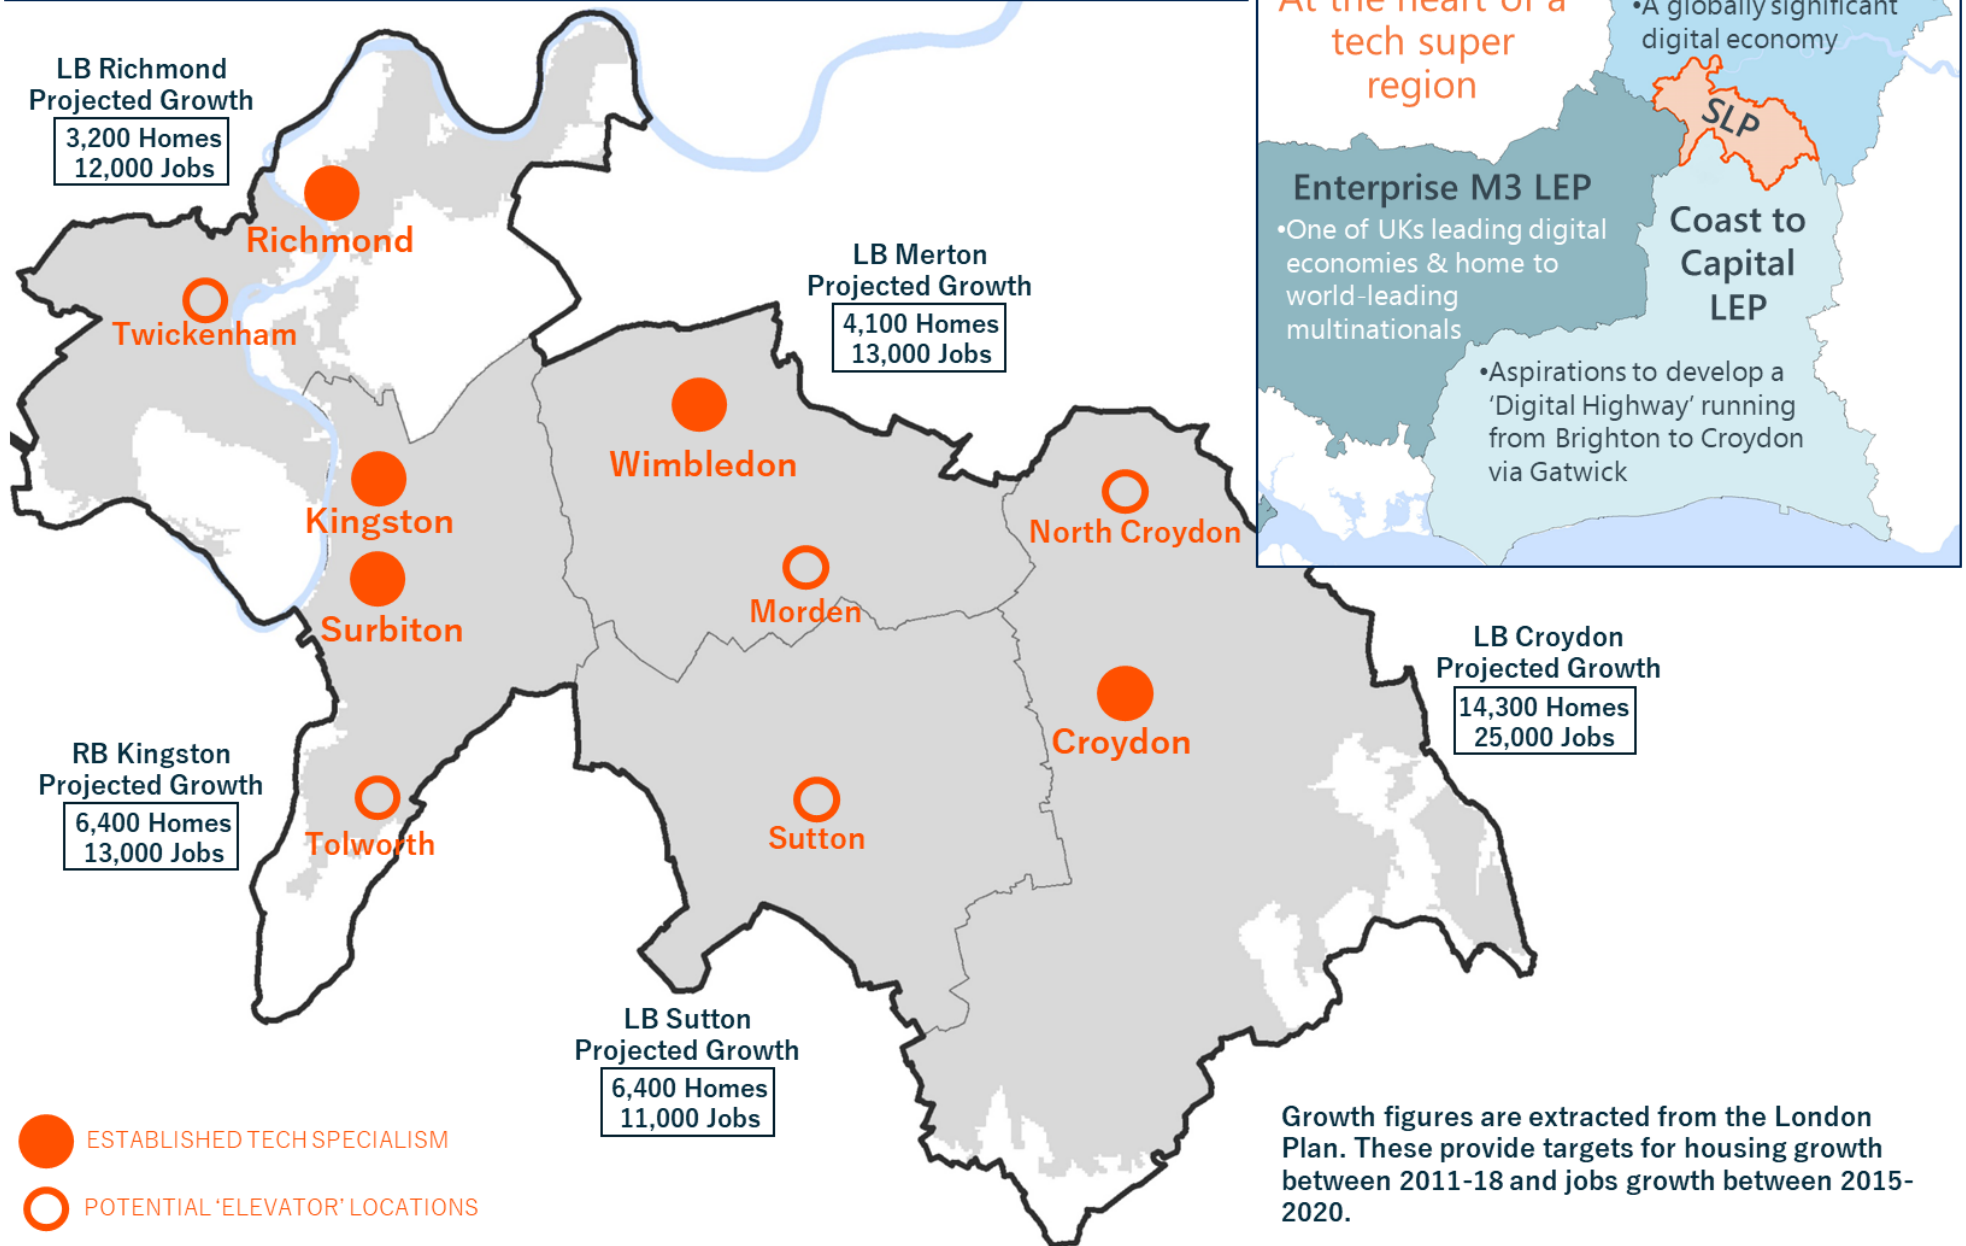 LB Richmond
Projected Growth
3,200 Homes
12,000 Jobs
Richmond
Twickenham
LB Merton
Projected Growth
4,100 Homes
13,000 Jobs
Wimbledon
Kingston
Surbiton
Morden
North Croydon
Croydon
LB Croydon
Projected Growth
14,300 Homes
25,000 Jobs
RB Kingston
Projected Growth
6,400 Homes
13,000 Jobs
Tolworth
Sutton
LB Sutton
Projected Growth
6,400 Homes
11,000 Jobs
ESTABLISHED TECH SPECIALISM
POTENTIAL 'ELEVATOR' LOCATIONS
At the heart of a
tech super
region
•A globally significant
digital economy
SLP
Enterprise M3 LEP
•One of UKs leading digital
economies & home to
world-leading
multinationals
Coast to
Capital
LEP
•Aspirations to develop a
‘Digital Highway’ running
from Brighton to Croydon
via Gatwick
Growth figures are extracted from the London
Plan. These provide targets for housing growth
between 2011-18 and jobs growth between 2015-
2020.